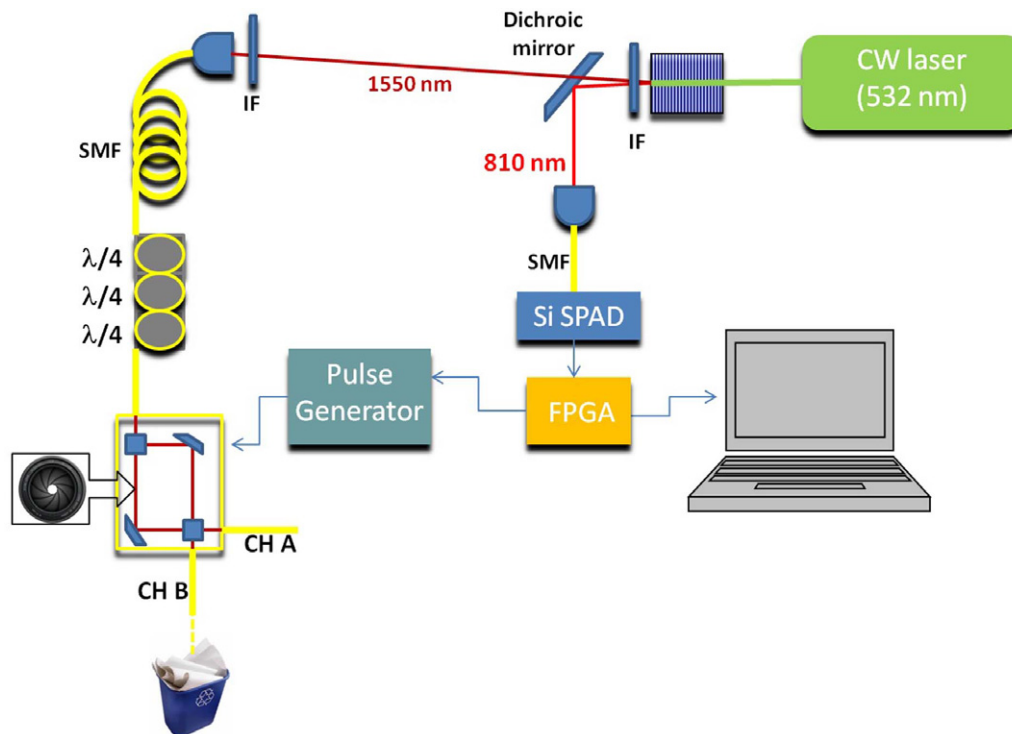 Dichroic
mirror
CW laser
(532 nm)
IF
1550 nm
IF
SMF
810 nm
SMF
λ/4
λ/4
λ/4
Si SPAD
Pulse
Generator
FPGA
CH A
CH B